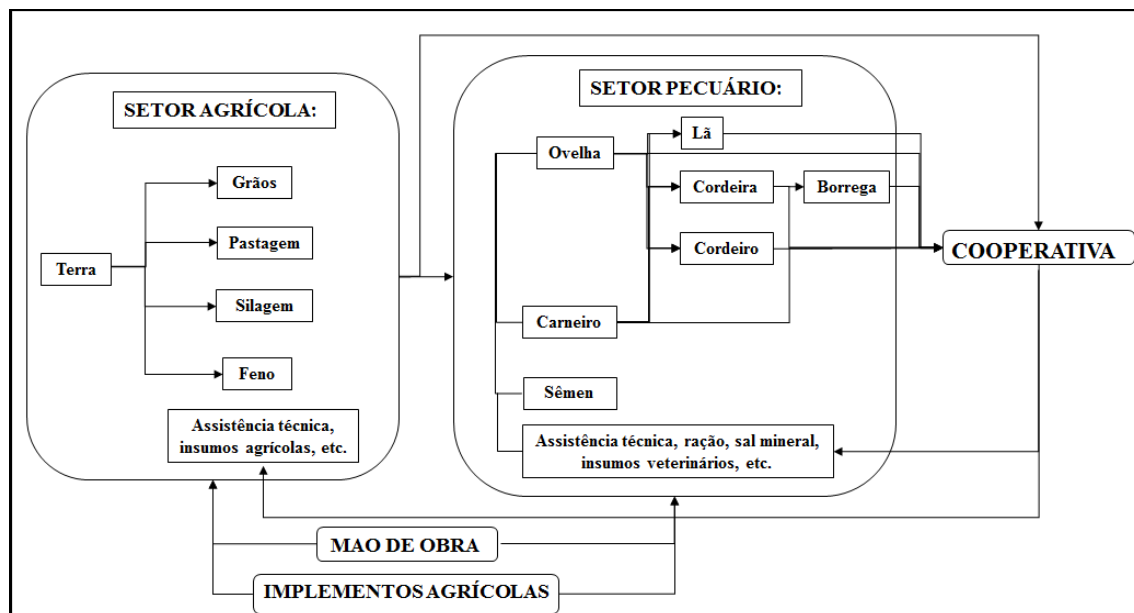 SETOR AGRÍCOLA:
Grãos
Pastagem
Terra
Silagem
Feno
Assistência técnica,
insumos agrícolas, etc.
SETOR PECUÁRIO:
Lã
Ovelha
Cordeira
Borrega
Cordeiro
Carneiro
Sêmen
Assistência técnica, ração, sal mineral,
insumos veterinários, etc.
COOPERATIVA
MAO DE OBRA
IMPLEMENTOS AGRÍCOLAS